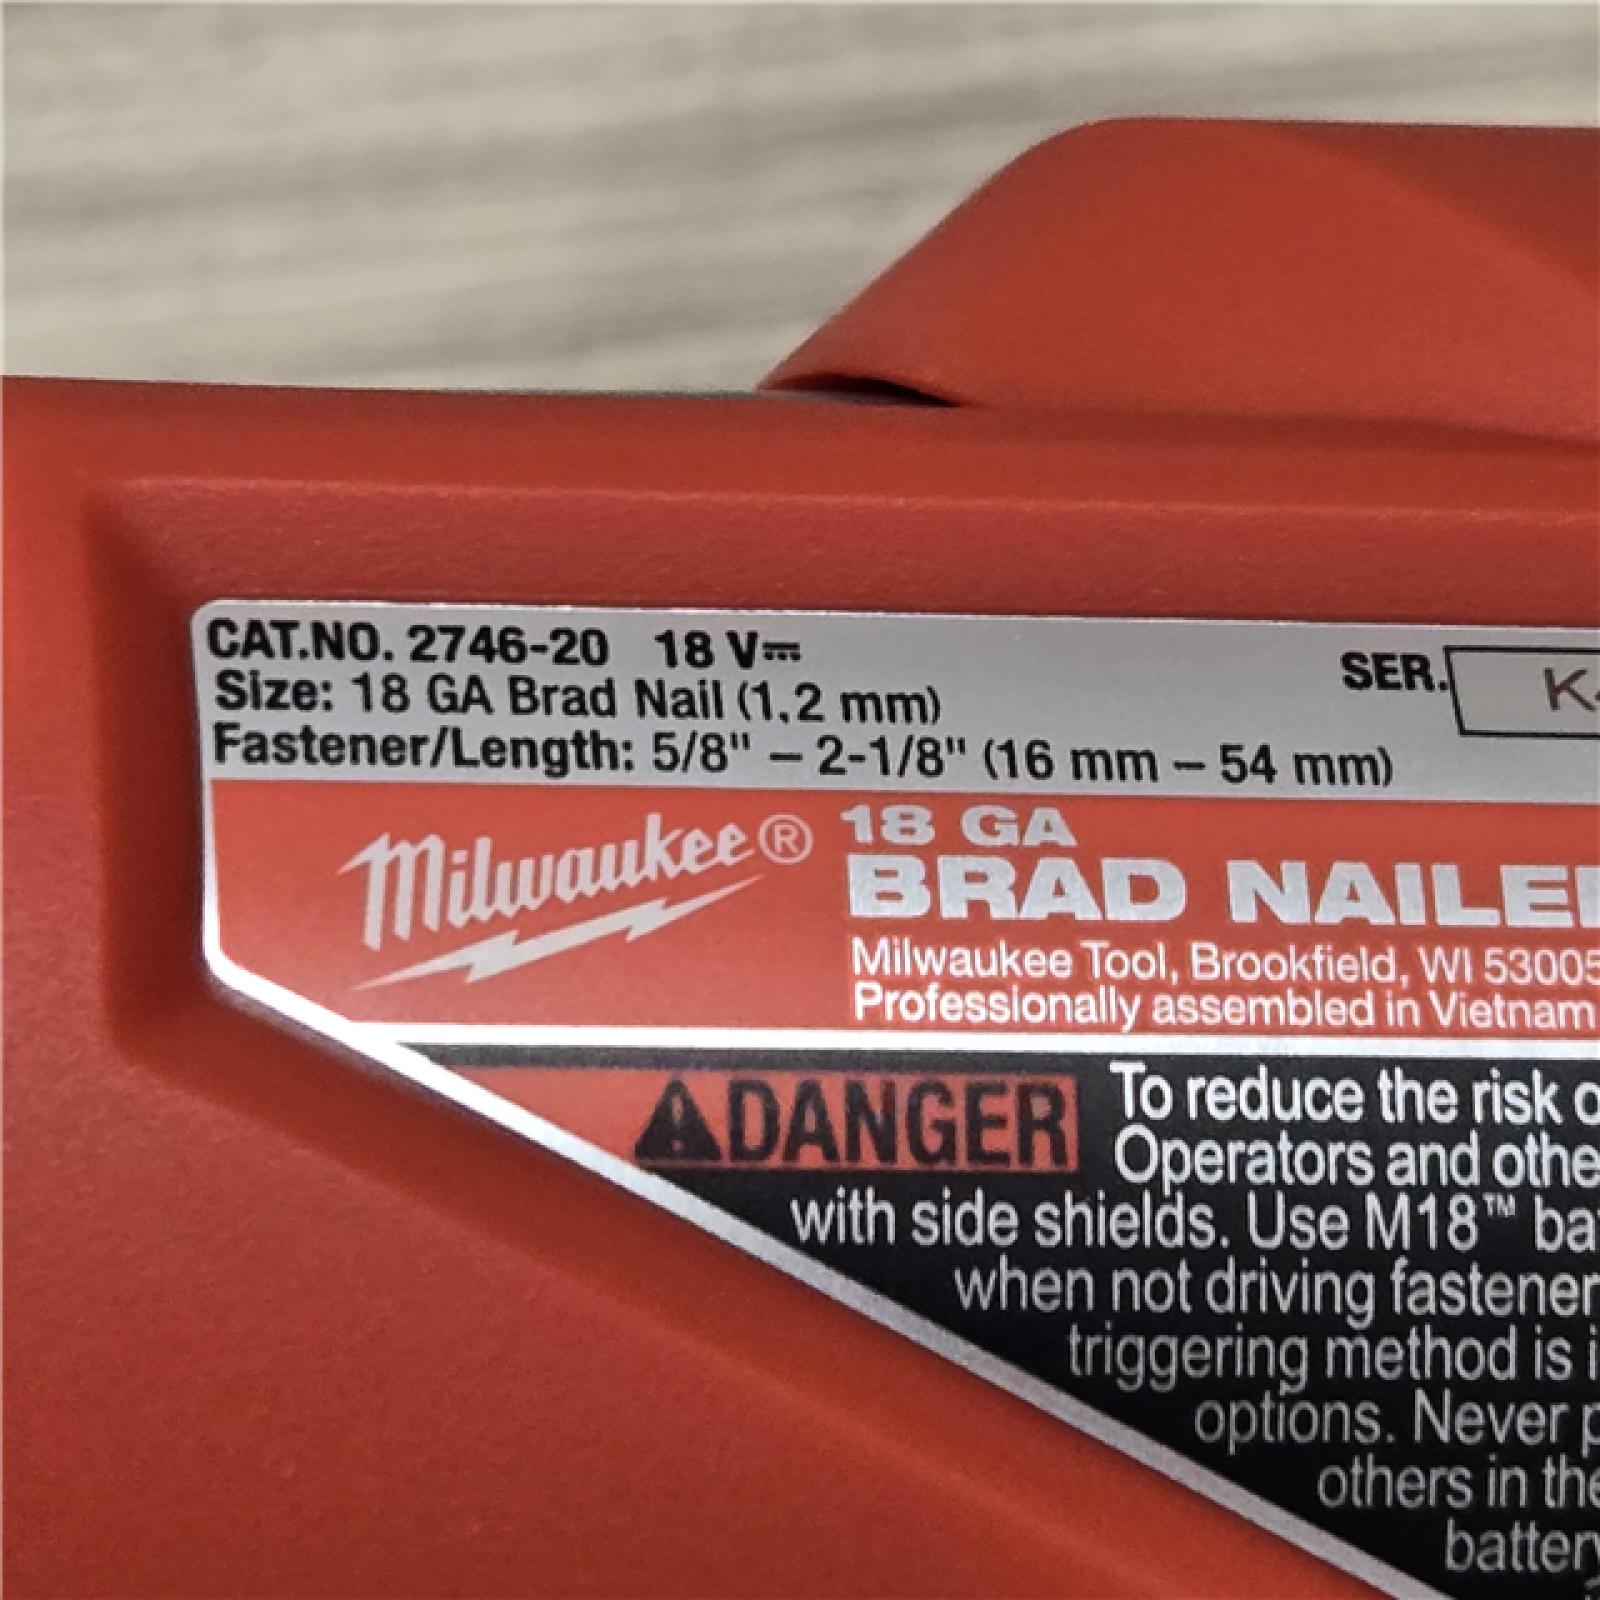 CAT.NO. 2746-20 18 V⎓
SER.
Size: 18 GA Brad Nail (1,2 mm)
Fastener/Length: 5/8" – 2-1/8" (16 mm – 54 mm)
Milwaukee®
18 GA
BRAD NAILER
Milwaukee Tool, Brookfield, WI 53005
Professionally assembled in Vietnam
DANGER To reduce the risk
Operators and
with side shields. Use M18™
when not driving
triggering method is
options. Never
others in